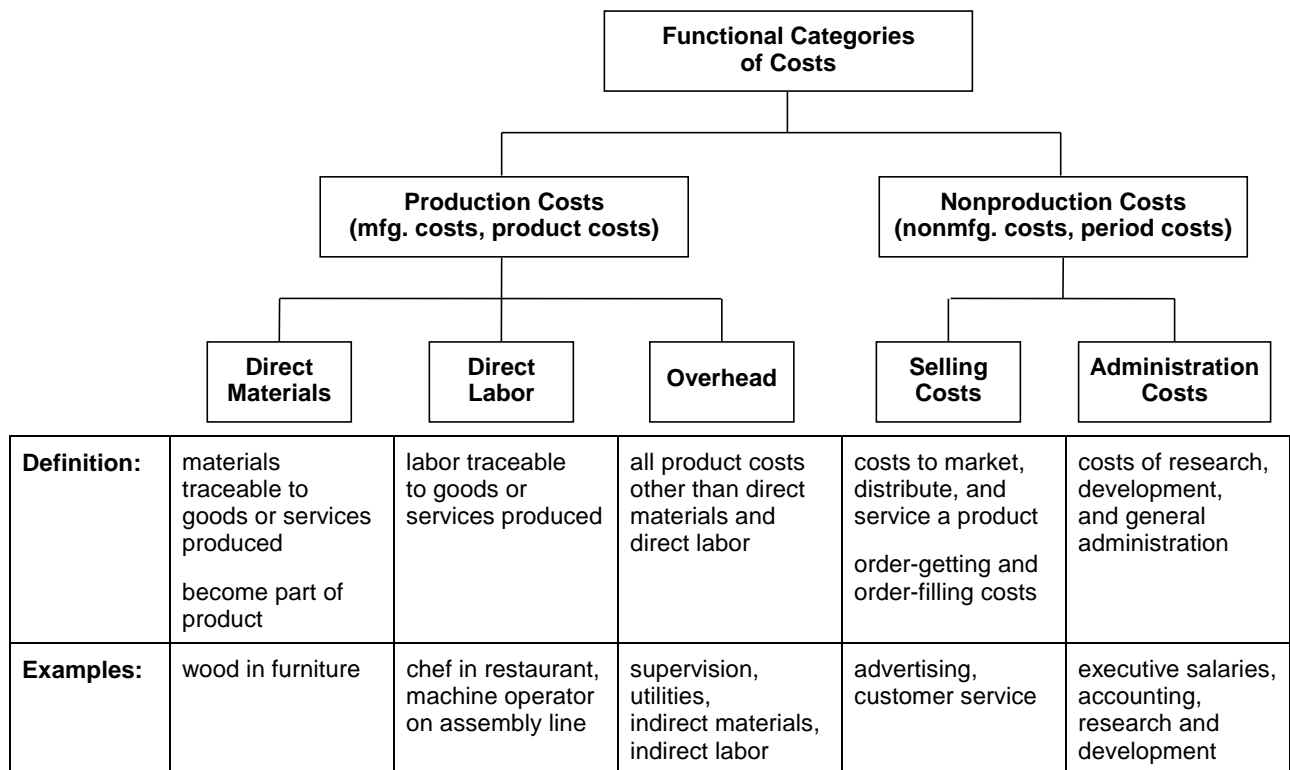 Functional Categories
of Costs
Production Costs
(mfg. costs, product costs)
Nonproduction Costs
(nonmfg. costs, period costs)
Direct
Materials
Direct
Labor
Overhead
Selling
Costs
Administration
Costs
Definition:
materials
traceable to
goods or services
produced
become part of
product
labor traceable
to goods or
services produced
all product costs
other than direct
materials and
direct labor
costs to market,
distribute, and
service a product
order-getting and
order-filling costs
costs of research,
development,
and general
administration
Examples:
wood in furniture
chef in restaurant,
machine operator
on assembly line
supervision,
utilities,
indirect materials,
indirect labor
advertising,
customer service
executive salaries,
accounting,
research and
development